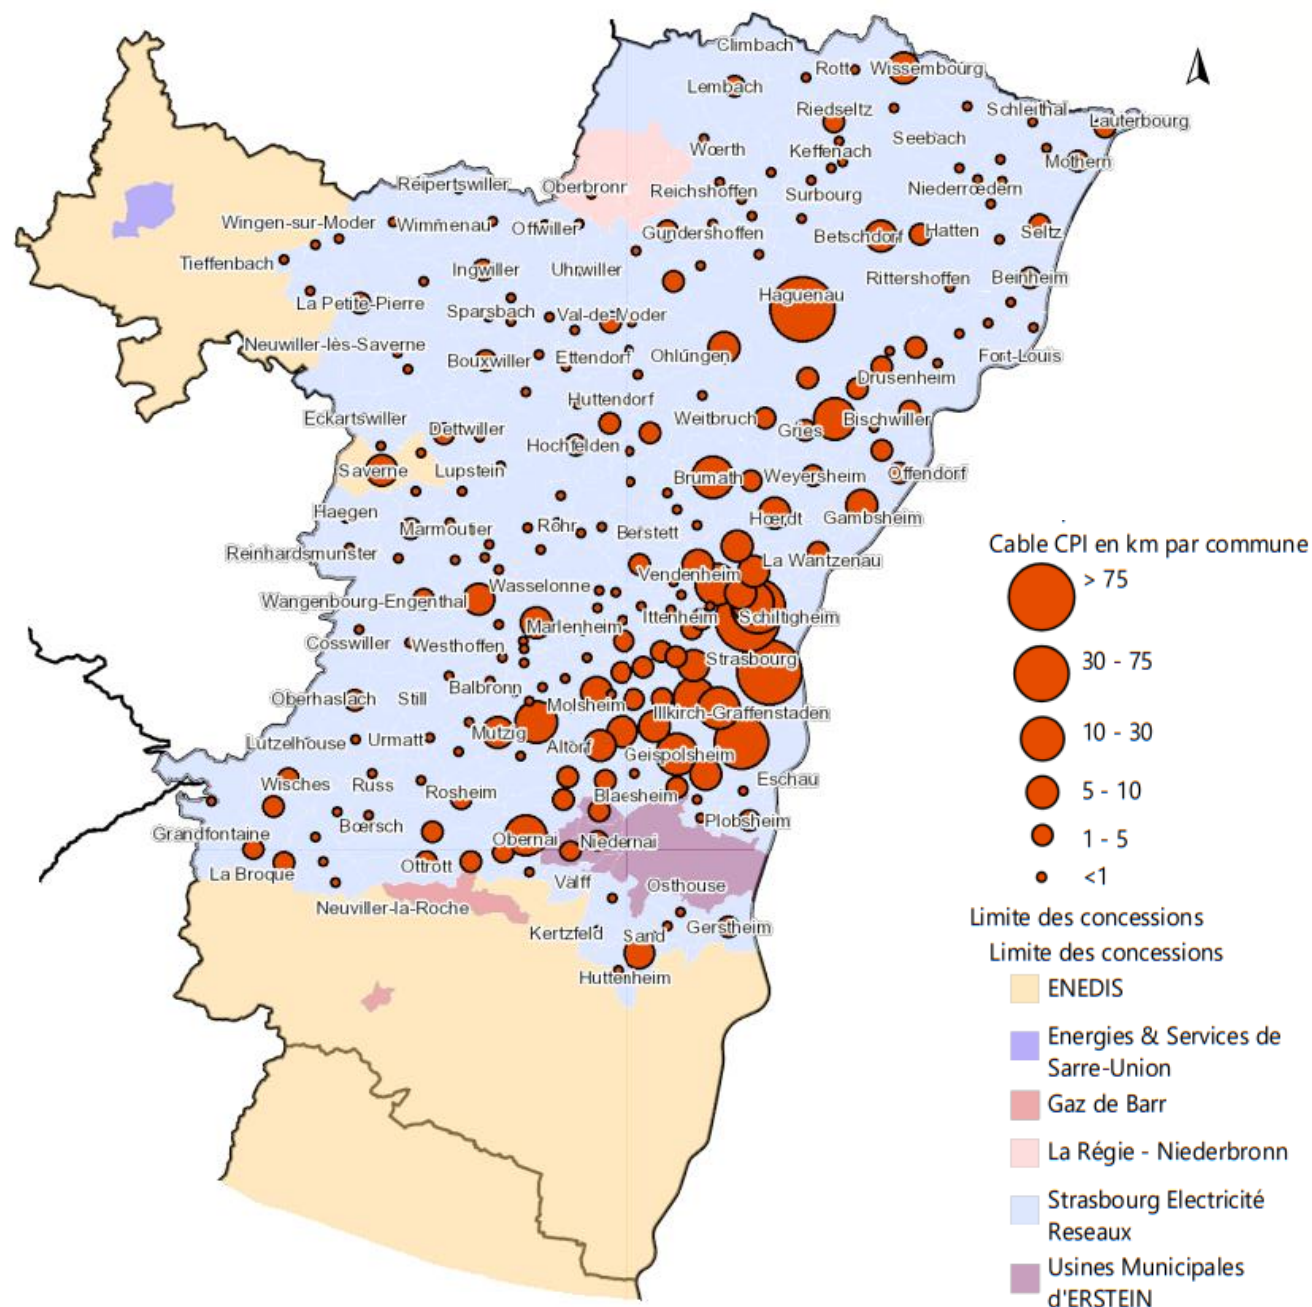 Climbach
Rott
Wissembourg
Lembach
Riedseltz
Schleithal
Lauterbourg
Seebach
Wœrth
Keffenach
Mothern
Reipertswiller
Oberbronn
Reichshoffen
Surbourg
Niederrœdern
Wingen-sur-Moder
Wimmenau
Offwiller
Gundershoffen
Betschdorf
Hatten
Seltz
Tieffenbach
Ingwiller
Uhrwiller
Rittershoffen
Beinheim
La Petite-Pierre
Haguenau
Sparsbach
Val-de-Moder
Neuwiller-lès-Saverne
Bouxwiller
Ettendorf
Ohlungen
Fort-Louis
Drusenheim
Huttendorf
Eckartswiller
Dettwiller
Weitbruch
Bischwiller
Gries
Hochfelden
Saverne
Lupstein
Brumath
Weyersheim
Offendorf
Haegen
Marmoutier
Rohr
Berstett
Hœrdt
Gambsheim
Reinhardsmunster
La Wantzenau
Vendenheim
Wasselonne
Wangenbourg-Engenthal
Marlenheim
Ittenheim
Schiltigheim
Cosswiller
Westhoffen
Strasbourg
Balbronn
Oberhaslach
Still
Molsheim
Illkirch-Graffenstaden
Lutzelhouse
Urmatt
Mutzig
Altorf
Geispolsheim
Wisches
Russ
Rosheim
Blaesheim
Eschau
Grandfontaine
Bœrsch
Obernai
Niedernai
Plobsheim
La Broque
Ottrott
Valff
Osthouse
Neuviller-la-Roche
Kertzfeld
Sand
Gerstheim
Huttenheim
Cable CPI en km par commune
> 75
30 - 75
10 - 30
5 - 10
1 - 5
<1
Limite des concessions
Limite des concessions
ENEDIS
Energies & Services de
Sarre-Union
Gaz de Barr
La Régie - Niederbronn
Strasbourg Electricité
Reseaux
Usines Municipales
d'ERSTEIN